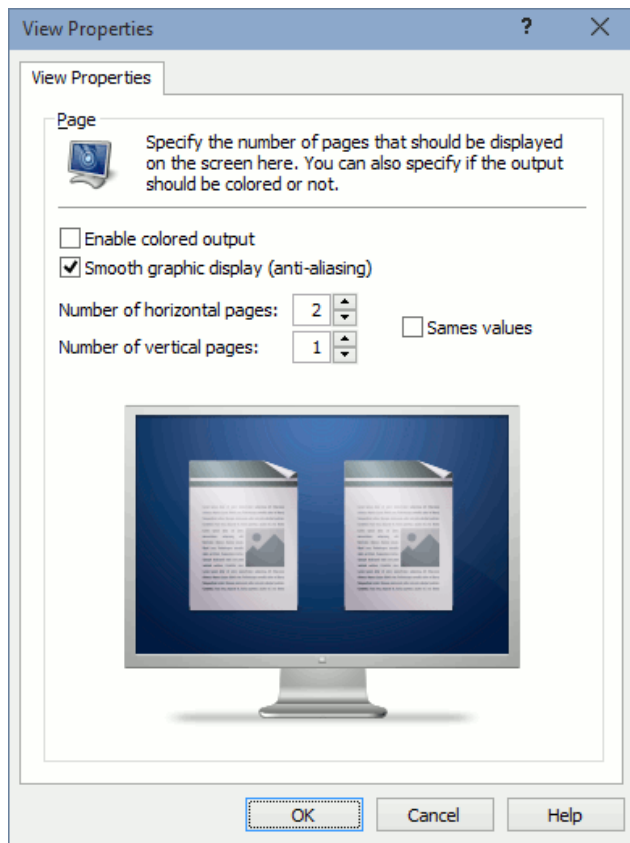 View Properties
?
View Properties
Page
Specify the number of pages that should be displayed
on the screen here. You can also specify if the output
should be colored or not.
Enable colored output
Smooth graphic display (anti-aliasing)
Number of horizontal pages: 2
Sames values
Number of vertical pages: 1
OK Cancel Help